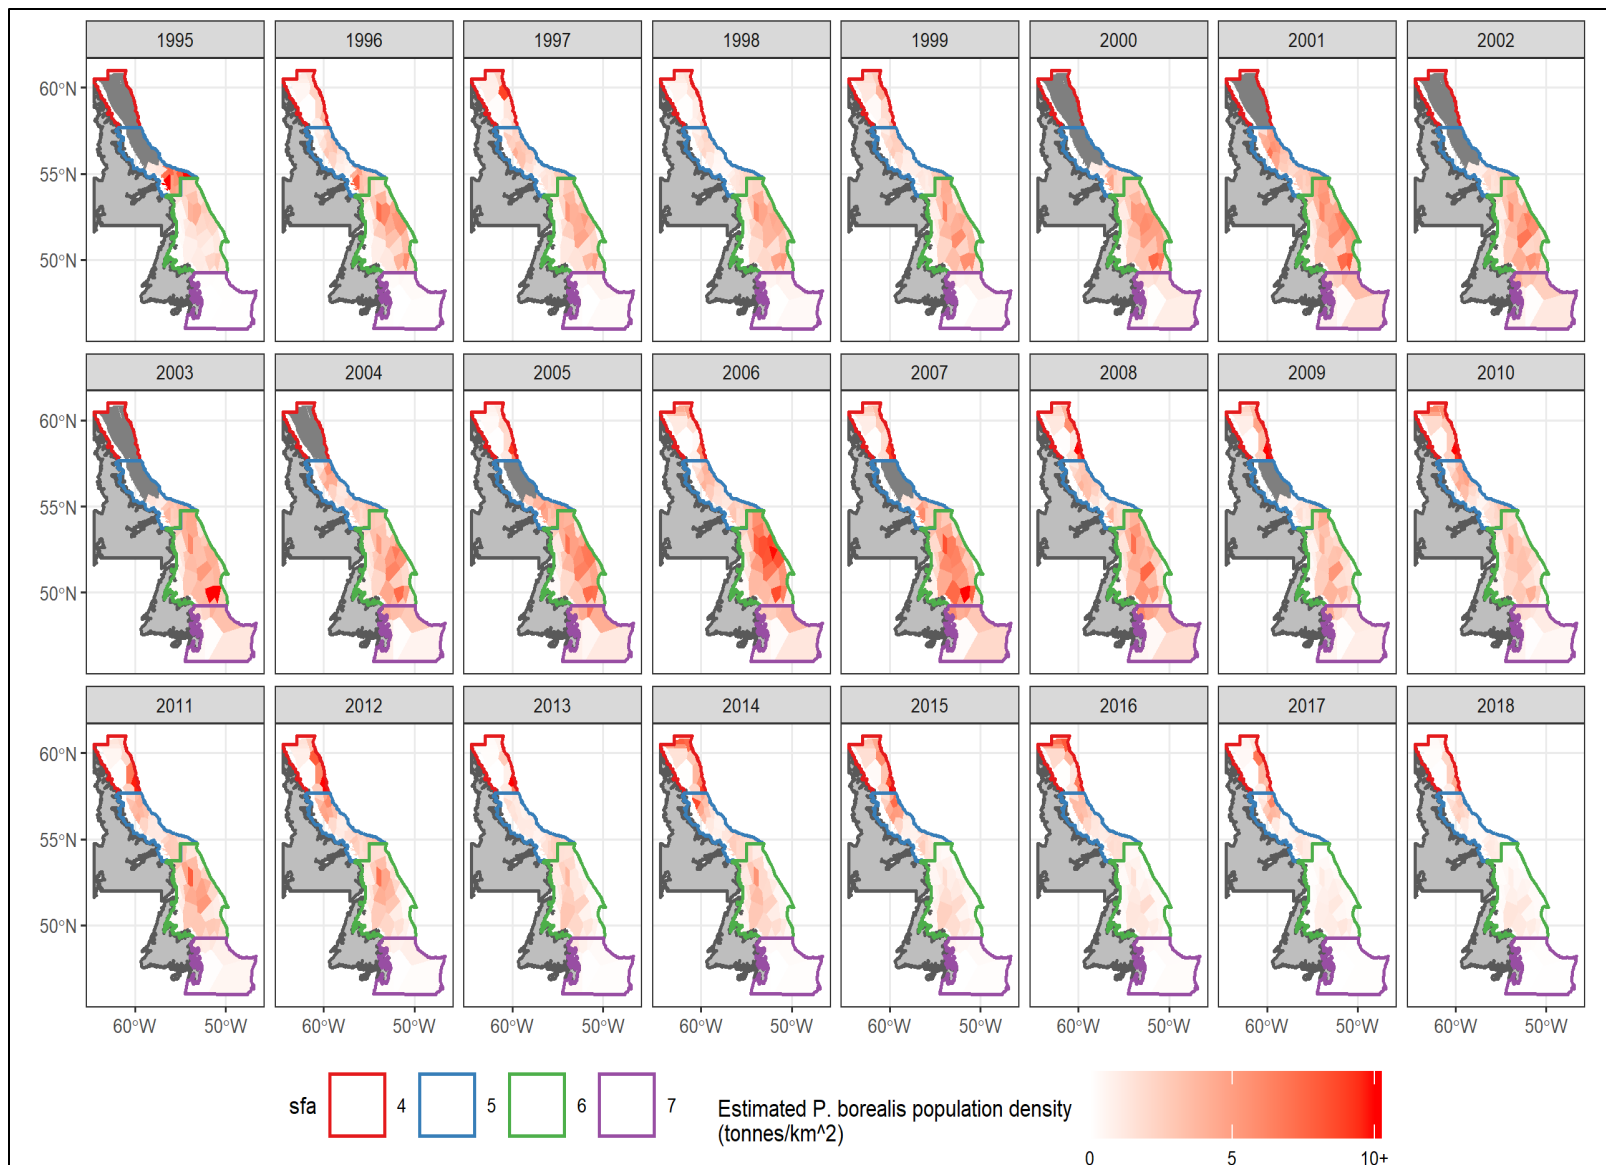 1995 1996 1997 1998 1999 2000 2001 2002
60°N
55°N
50°N
2003 2004 2005 2006 2007 2008 2009 2010
60°N
55°N
50°N
2011 2012 2013 2014 2015 2016 2017 2018
60°N
55°N
50°N
60°W 50°W 60°W 50°W 60°W 50°W 60°W 50°W 60°W 50°W 60°W 50°W 60°W 50°W 60°W 50°W
sfa 4 5 6 7
Estimated P. borealis population density
(tonnes/km^2)
0 5 10+